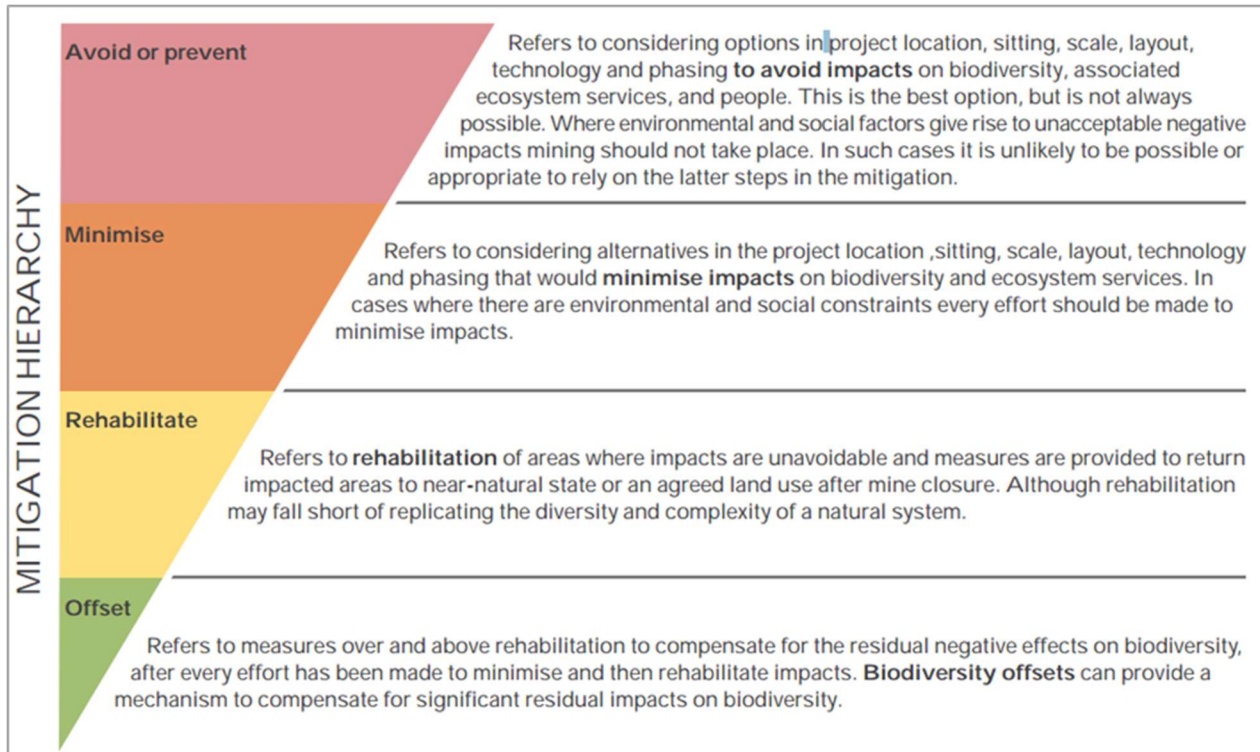 MITIGATION HIERARCHY
Avoid or prevent
Refers to considering options in project location, sitting, scale, layout,
technology and phasing to avoid impacts on biodiversity, associated
ecosystem services, and people. This is the best option, but is not always
possible. Where environmental and social factors give rise to unacceptable negative
impacts mining should not take place. In such cases it is unlikely to be possible or
appropriate to rely on the latter steps in the mitigation.
Minimise
Refers to considering alternatives in the project location ,sitting, scale, layout, technology
and phasing that would minimise impacts on biodiversity and ecosystem services. In
cases where there are environmental and social constraints every effort should be made to
minimise impacts.
Rehabilitate
Refers to rehabilitation of areas where impacts are unavoidable and measures are provided to return
impacted areas to near-natural state or an agreed land use after mine closure. Although rehabilitation
may fall short of replicating the diversity and complexity of a natural system.
Offset
Refers to measures over and above rehabilitation to compensate for the residual negative effects on biodiversity,
after every effort has been made to minimise and then rehabilitate impacts. Biodiversity offsets can provide a
mechanism to compensate for significant residual impacts on biodiversity.